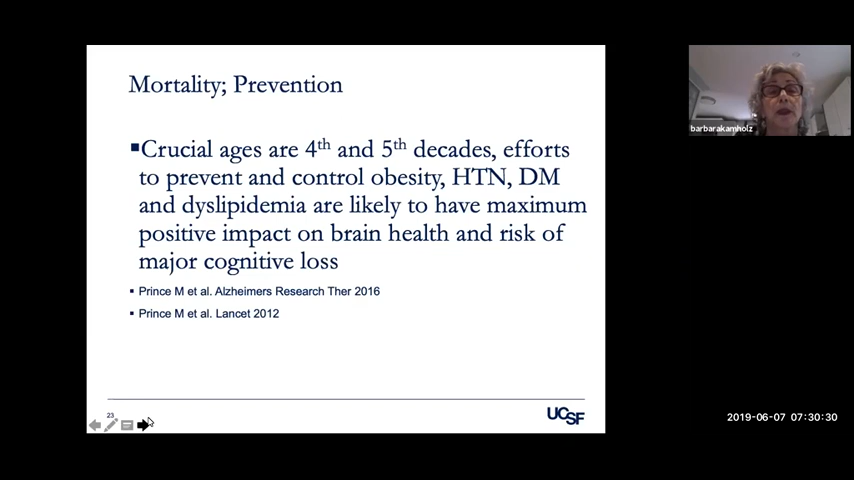 Mortality; Prevention
▪Crucial ages are 4th and 5th decades, efforts
to prevent and control obesity, HTN, DM
and dyslipidemia are likely to have maximum
positive impact on brain health and risk of
major cognitive loss
▪ Prince M et al. Alzheimers Research Ther 2016
▪ Prince M et al. Lancet 2012
23
UCSF
barbarakamholz
2019-06-07 07:30:30